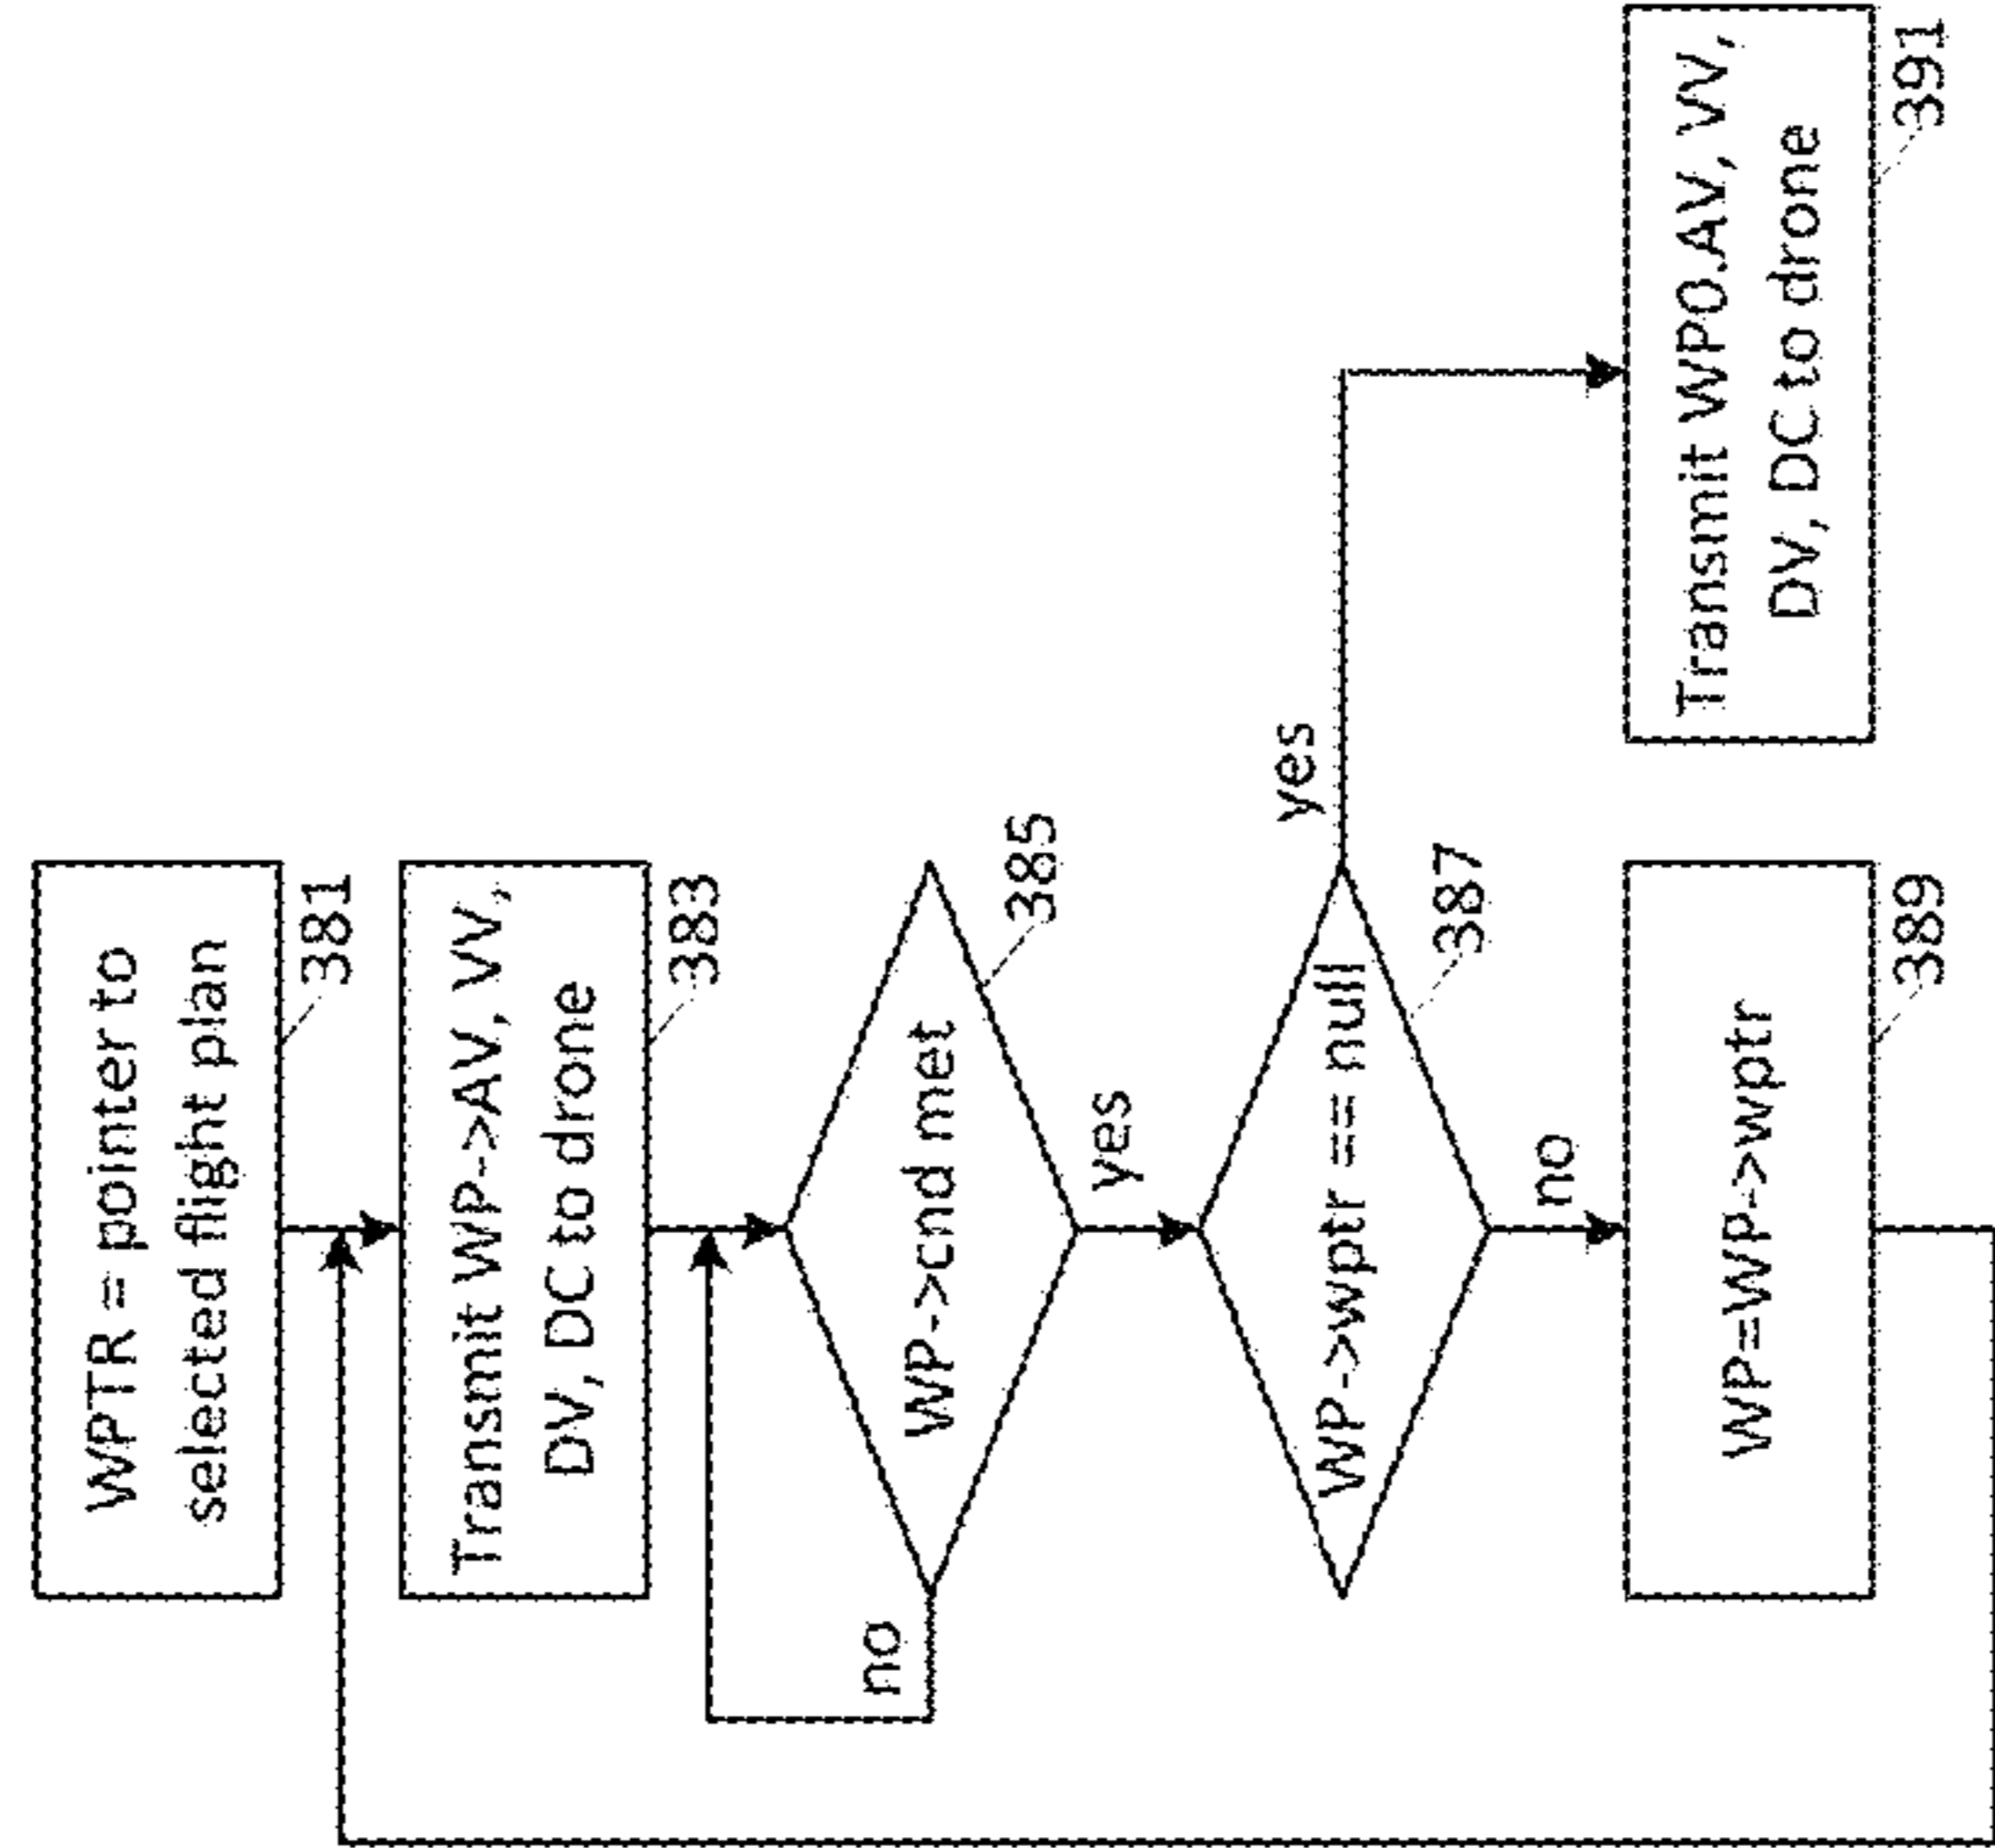 WPTR = pointer to
selected flight plan
381
Transmit WP->AV, VV,
DV, DC to drone
383
WP->cnd met
385
no
yes
WP->wptr == null
387
yes
no
WP=WP->wptr
389
Transmit WP0.AV, VV,
DV, DC to drone
391